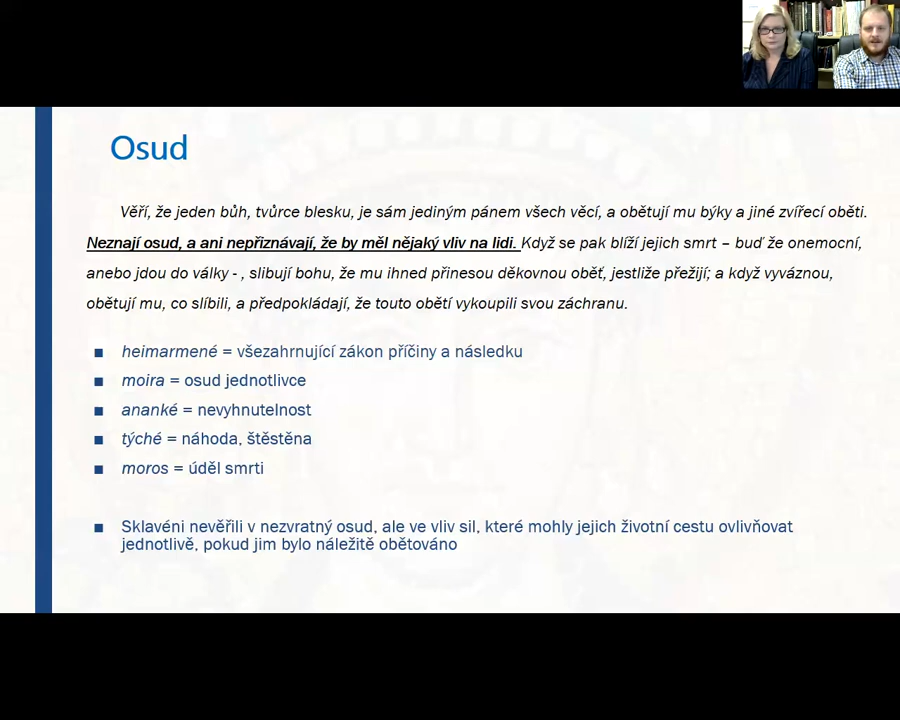 Osud
Věří, že jeden bůh, tvůrce blesku, je sám jediným pánem všech věcí, a obětují mu býky a jiné zvířecí oběti.
Neznají osud, a ani nepřiznávají, že by měl nějaký vliv na lidi. Když se pak blíží jejich smrt – buď že onemocní,
anebo jdou do války - , slibují bohu, že mu ihned přinesou děkovnou oběť, jestliže přežijí; a když vyváznou,
obětují mu, co slíbili, a předpokládají, že touto obětí vykoupili svou záchranu.
■ heimarmené = všezahrnující zákon příčiny a následku
■ moira = osud jednotlivce
■ ananké = nevyhnutelnost
■ týché = náhoda, štěstěna
■ moros = úděl smrti
■ Sklavéni nevěřili v nezvratný osud, ale ve vliv sil, které mohly jejich životní cestu ovlivňovat
jednotlivě, pokud jim bylo náležitě obětováno